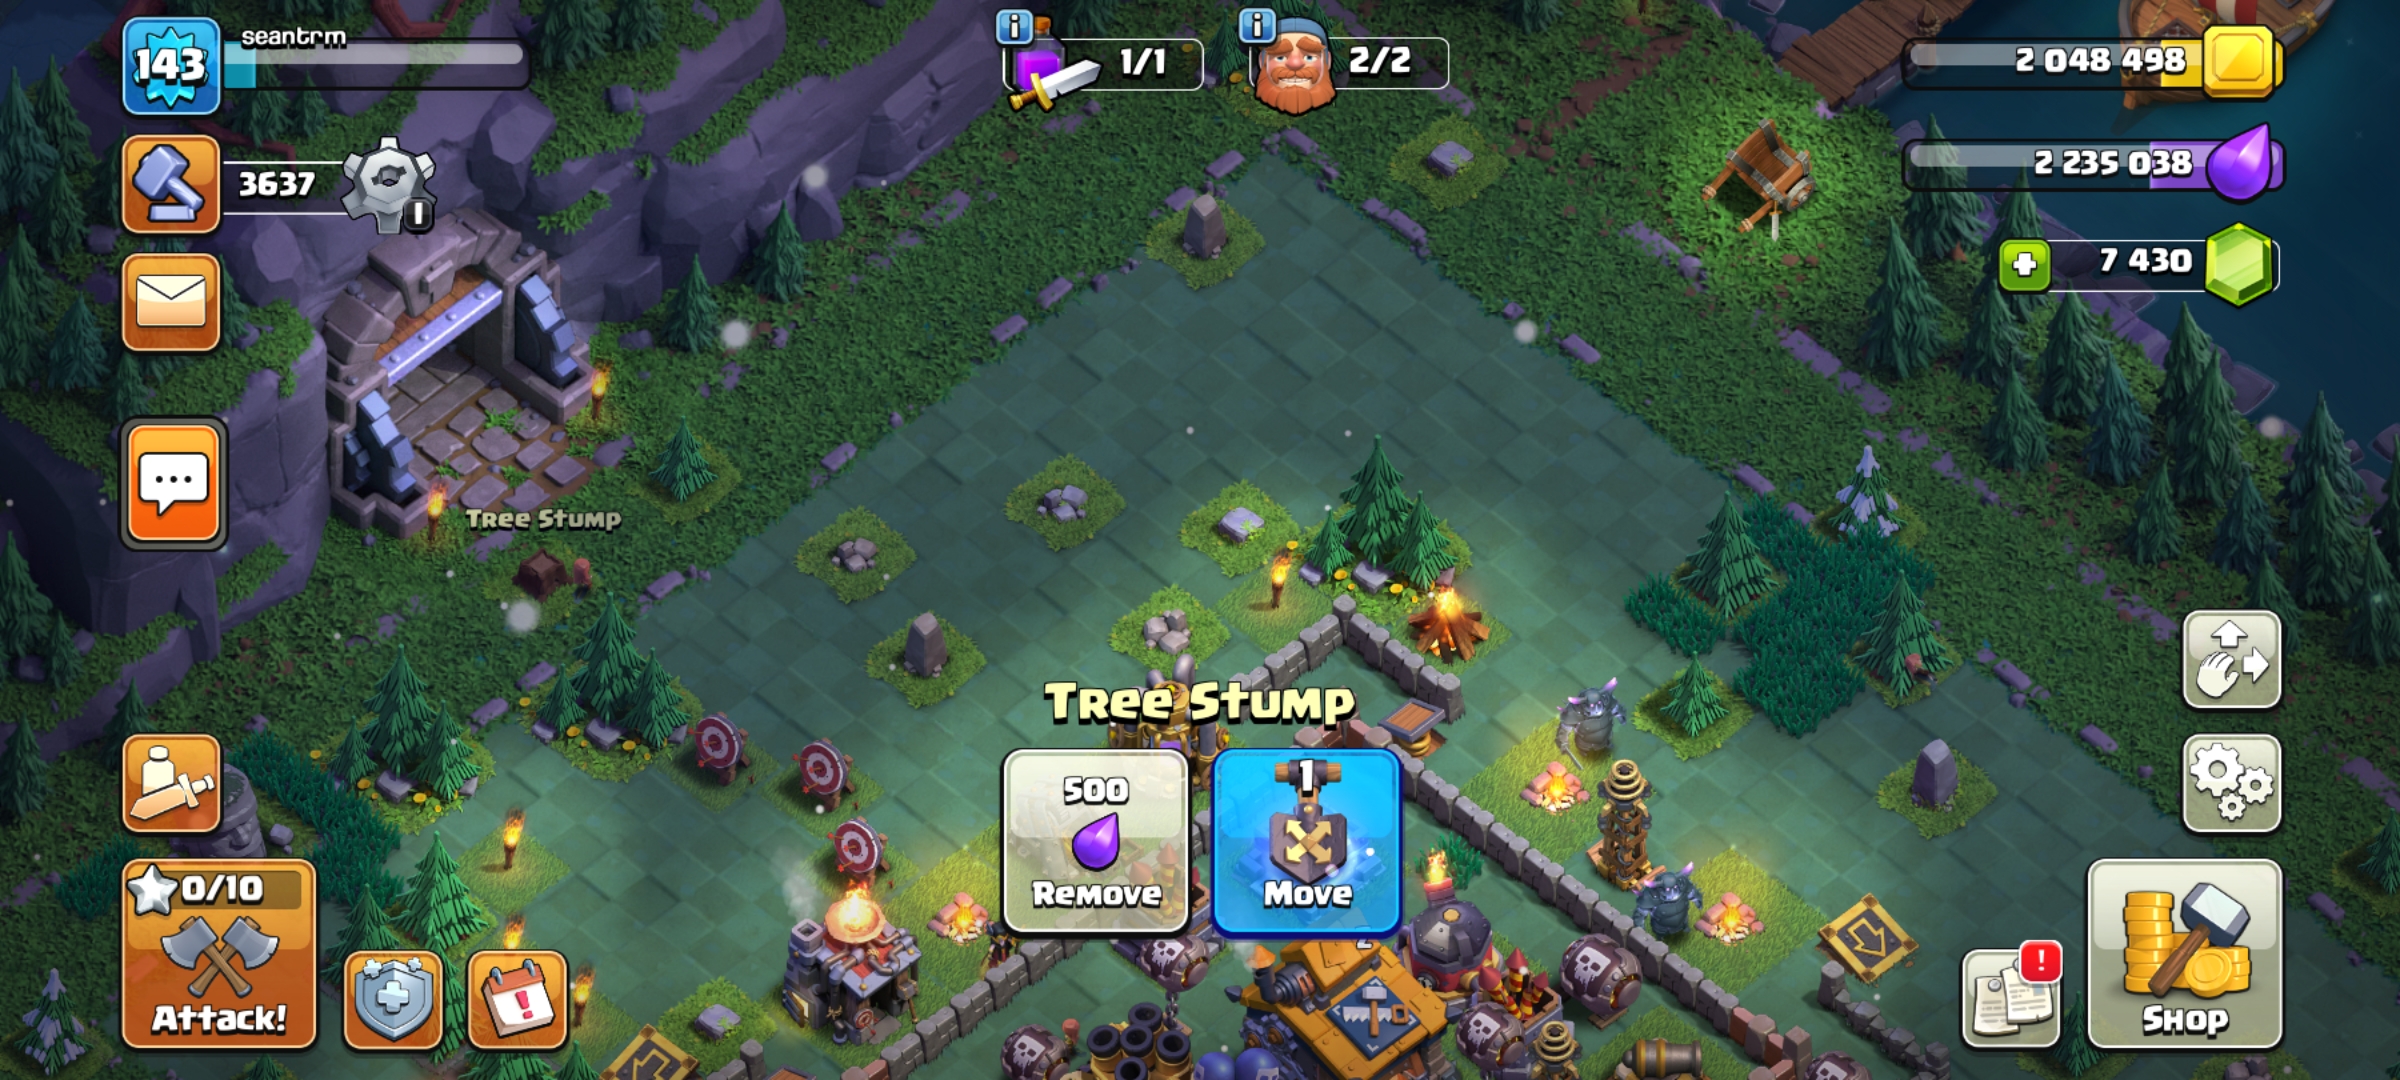 143
seantrm
1/1
2/2
2 048 498
3637
I
2 235 038
7 430
Tree Stump
Tree Stump
500
Remove
1
Move
0/10
Attack!
!
!
Shop